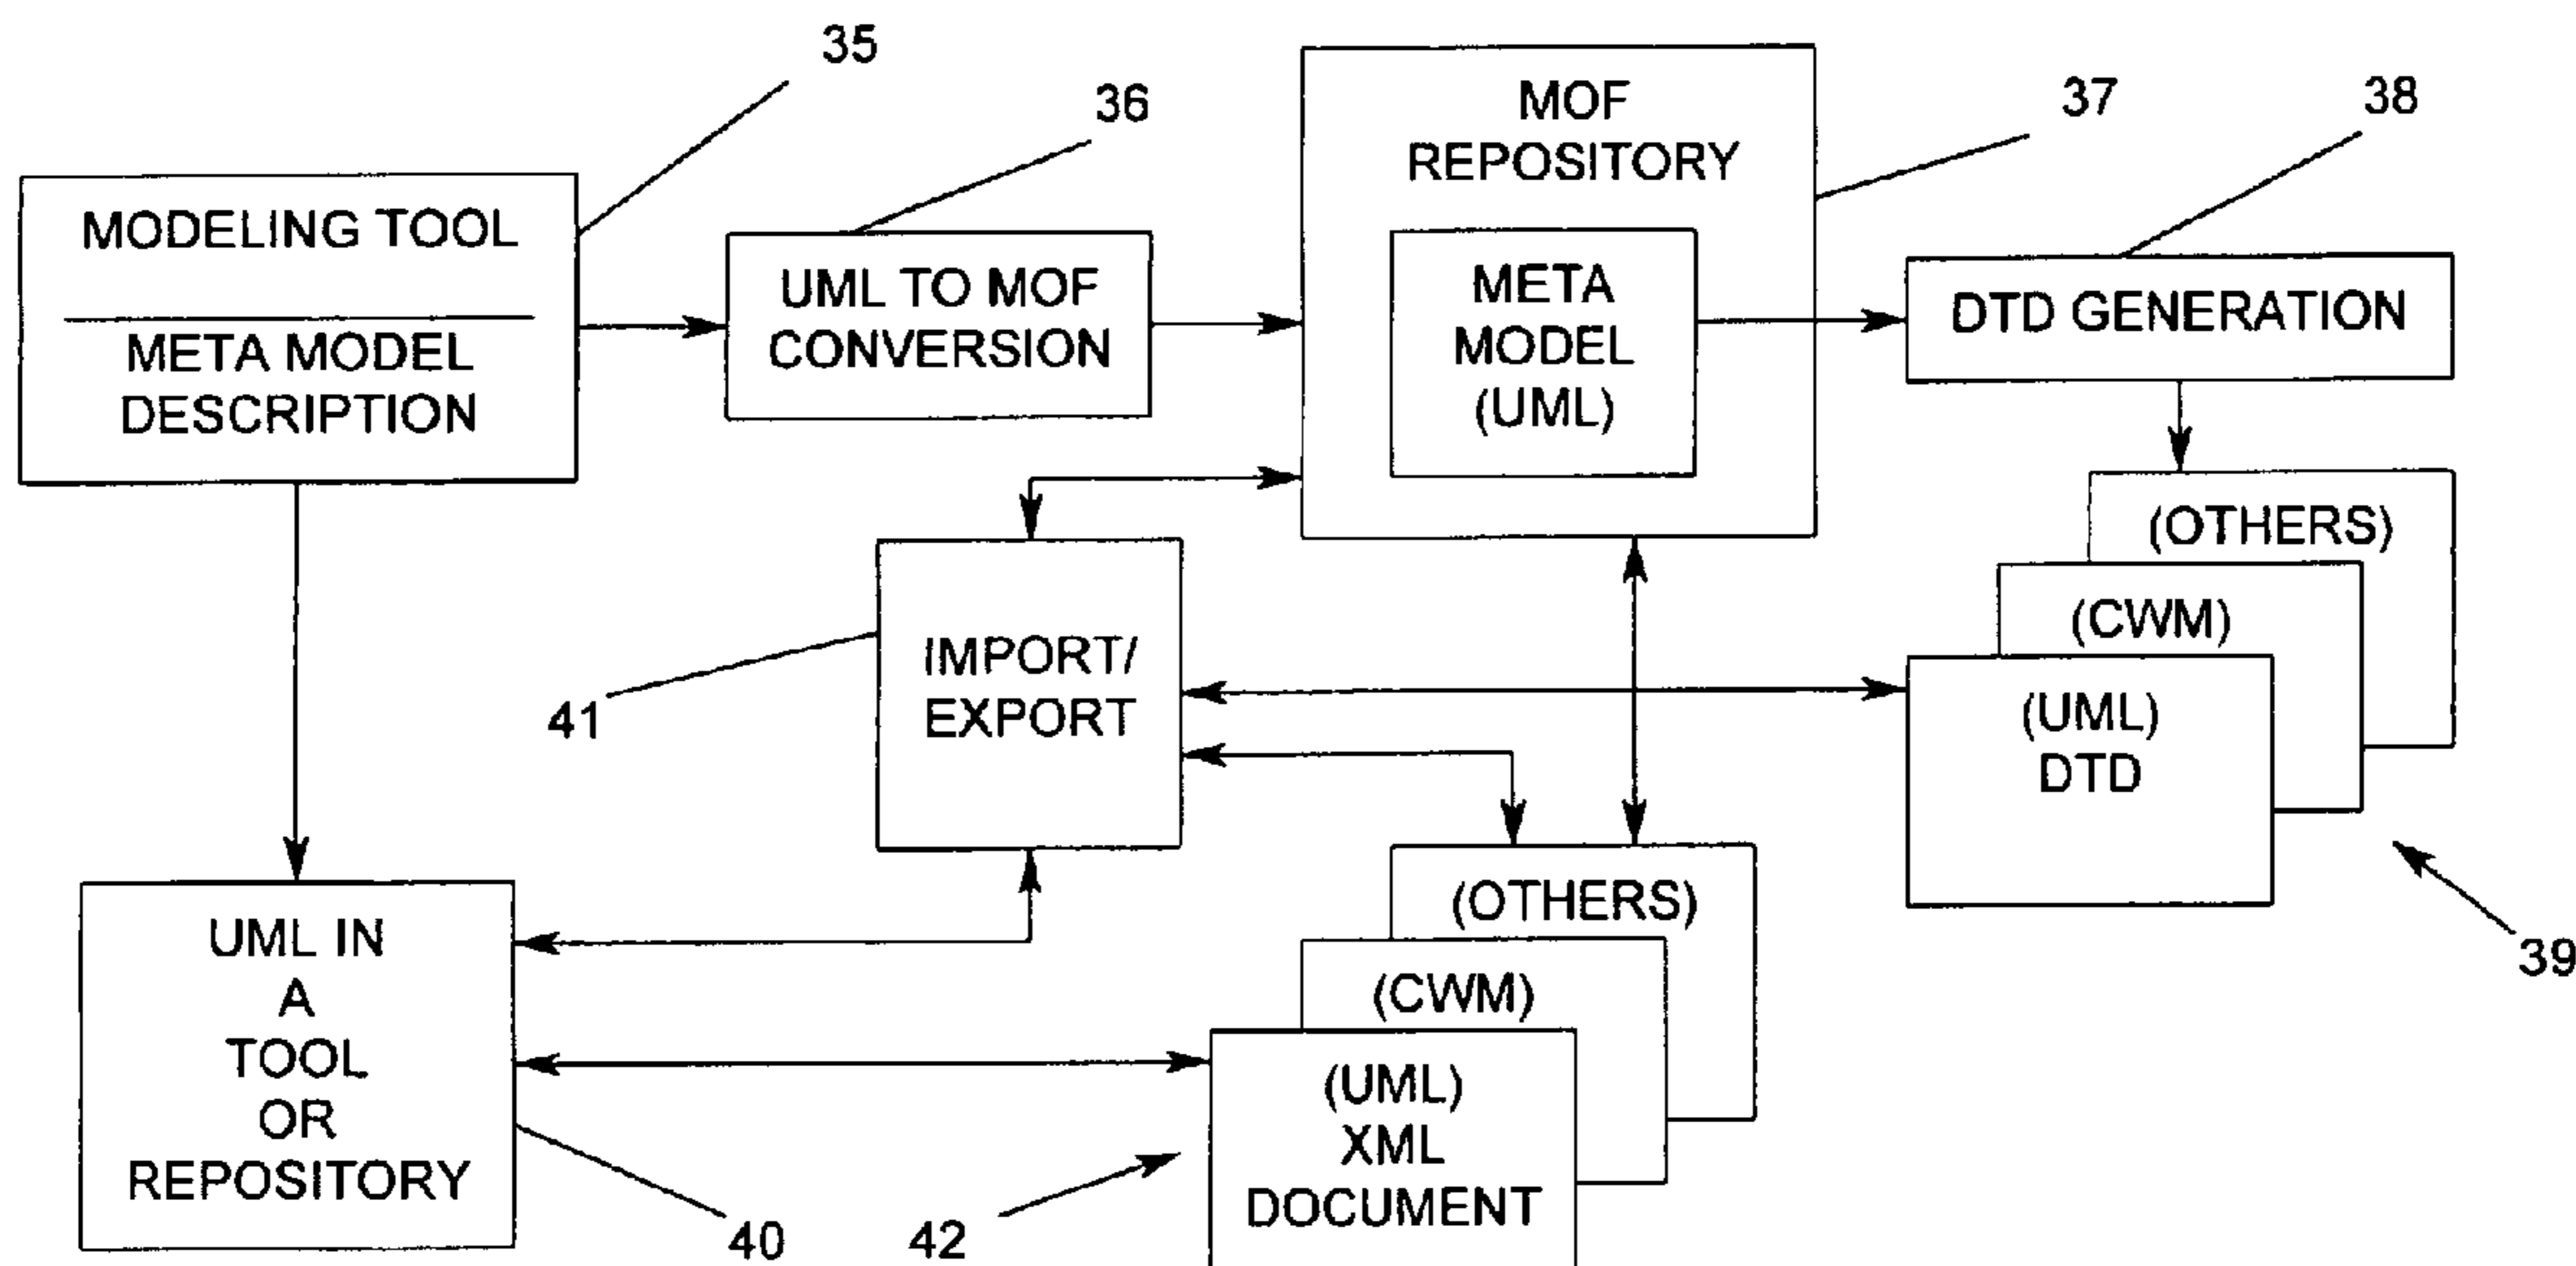 35
36
37
38
MODELING TOOL
META MODEL
DESCRIPTION
UML TO MOF
CONVERSION
MOF
REPOSITORY
META
MODEL
(UML)
DTD GENERATION
(OTHERS)
(CWM)
(UML)
DTD
39
IMPORT/
EXPORT
41
UML IN
A
TOOL
OR
REPOSITORY
40
42
(OTHERS)
(CWM)
(UML)
XML
DOCUMENT